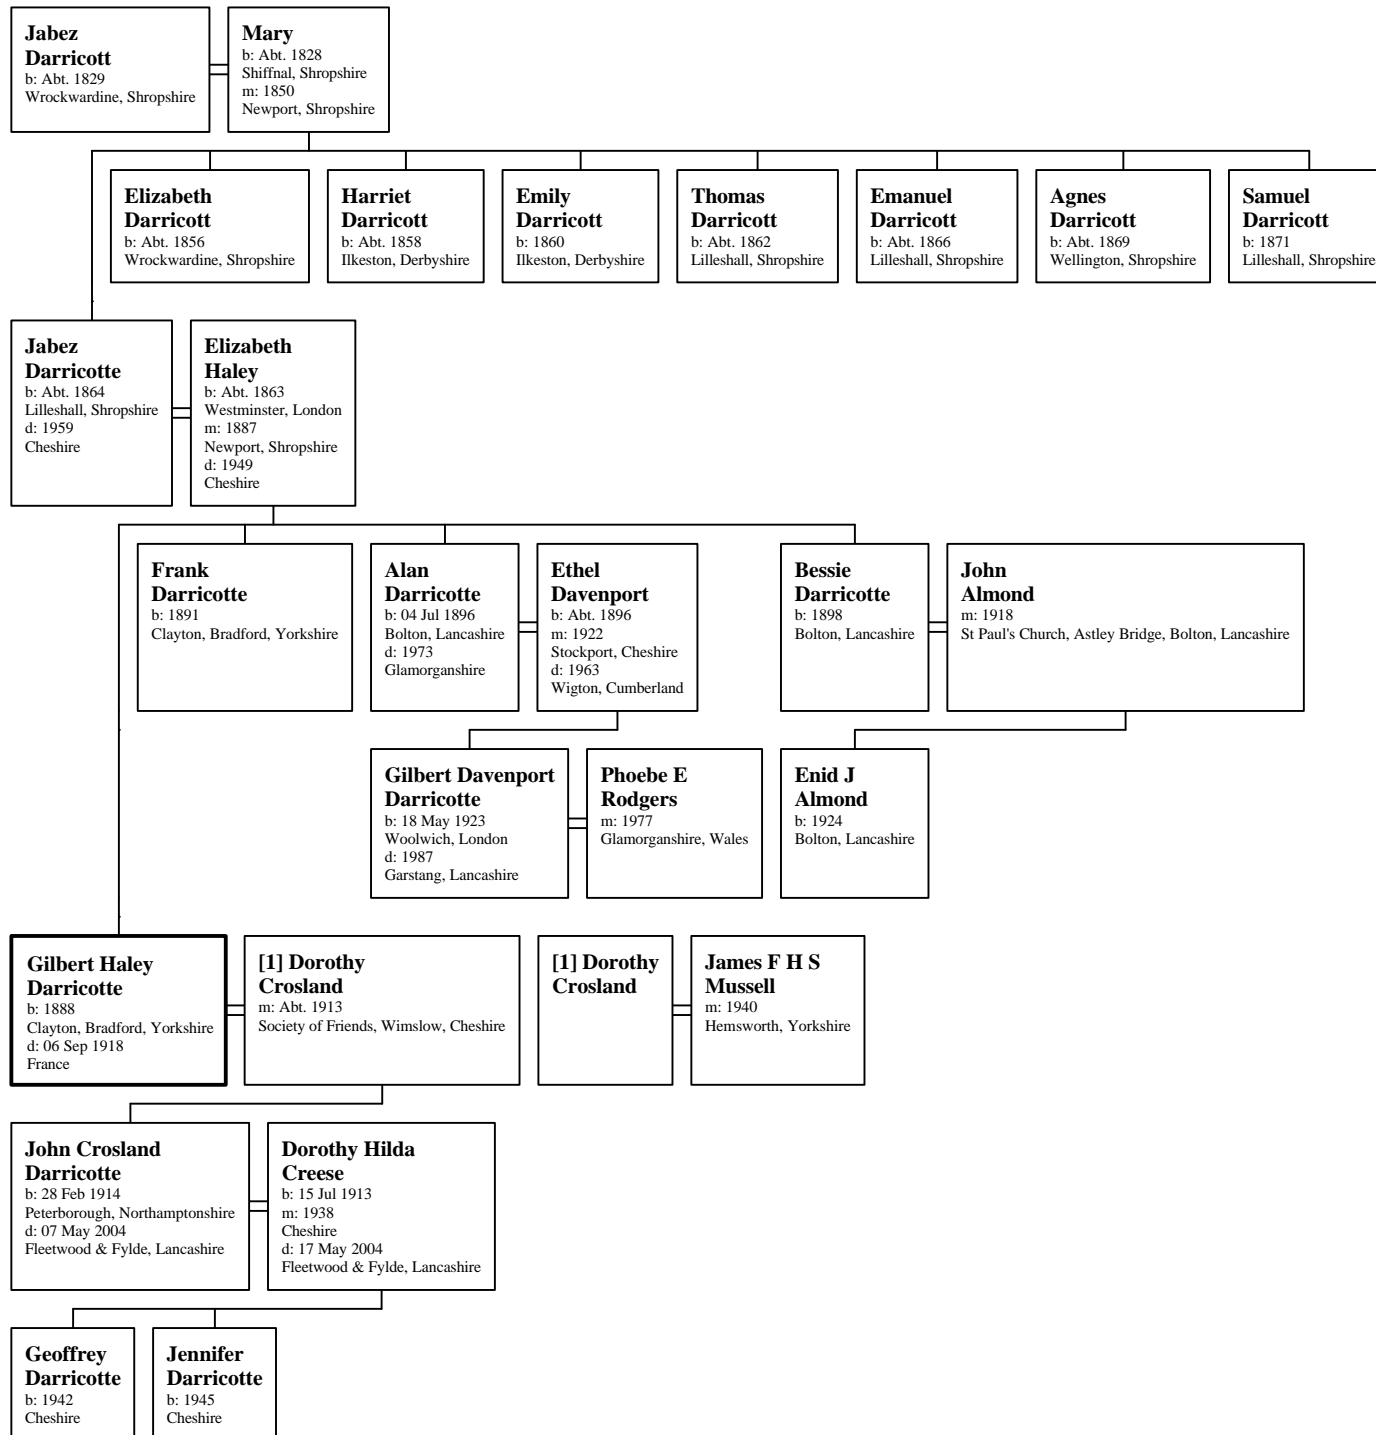 Jabez
Darricott
b: Abt. 1829
Wrockwardine, Shropshire
Mary
b: Abt. 1828
Shiffnal, Shropshire
m: 1850
Newport, Shropshire
Elizabeth
Darricott
b: Abt. 1856
Wrockwardine, Shropshire
Harriet
Darricott
b: Abt. 1858
Ilkeston, Derbyshire
Emily
Darricott
b: 1860
Ilkeston, Derbyshire
Thomas
Darricott
b: Abt. 1862
Lilleshall, Shropshire
Emanuel
Darricott
b: Abt. 1866
Lilleshall, Shropshire
Agnes
Darricott
b: Abt. 1869
Wellington, Shropshire
Samuel
Darricott
b: 1871
Lilleshall, Shropshire
Jabez
Darricotte
b: Abt. 1864
Lilleshall, Shropshire
d: 1959
Cheshire
Elizabeth
Haley
b: Abt. 1863
Westminster, London
m: 1887
Newport, Shropshire
d: 1949
Cheshire
Frank
Darricotte
b: 1891
Clayton, Bradford, Yorkshire
Alan
Darricotte
b: 04 Jul 1896
Bolton, Lancashire
d: 1973
Glamorganshire
Ethel
Davenport
b: Abt. 1896
m: 1922
Stockport, Cheshire
d: 1963
Wigton, Cumberland
Bessie
Darricotte
b: 1898
Bolton, Lancashire
John
Almond
m: 1918
St Paul's Church, Astley Bridge, Bolton, Lancashire
Gilbert Davenport
Darricotte
b: 18 May 1923
Woolwich, London
d: 1987
Garstang, Lancashire
Phoebe E
Rodgers
m: 1977
Glamorganshire, Wales
Enid J
Almond
b: 1924
Bolton, Lancashire
Gilbert Haley
Darricotte
b: 1888
Clayton, Bradford, Yorkshire
d: 06 Sep 1918
France
[1] Dorothy
Crosland
m: Abt. 1913
Society of Friends, Wimslow, Cheshire
[1] Dorothy
Crosland
James F H S
Mussell
m: 1940
Hemsworth, Yorkshire
John Crosland
Darricotte
b: 28 Feb 1914
Peterborough, Northamptonshire
d: 07 May 2004
Fleetwood & Fylde, Lancashire
Dorothy Hilda
Creese
b: 15 Jul 1913
m: 1938
Cheshire
d: 17 May 2004
Fleetwood & Fylde, Lancashire
Geoffrey
Darricotte
b: 1942
Cheshire
Jennifer
Darricotte
b: 1945
Cheshire